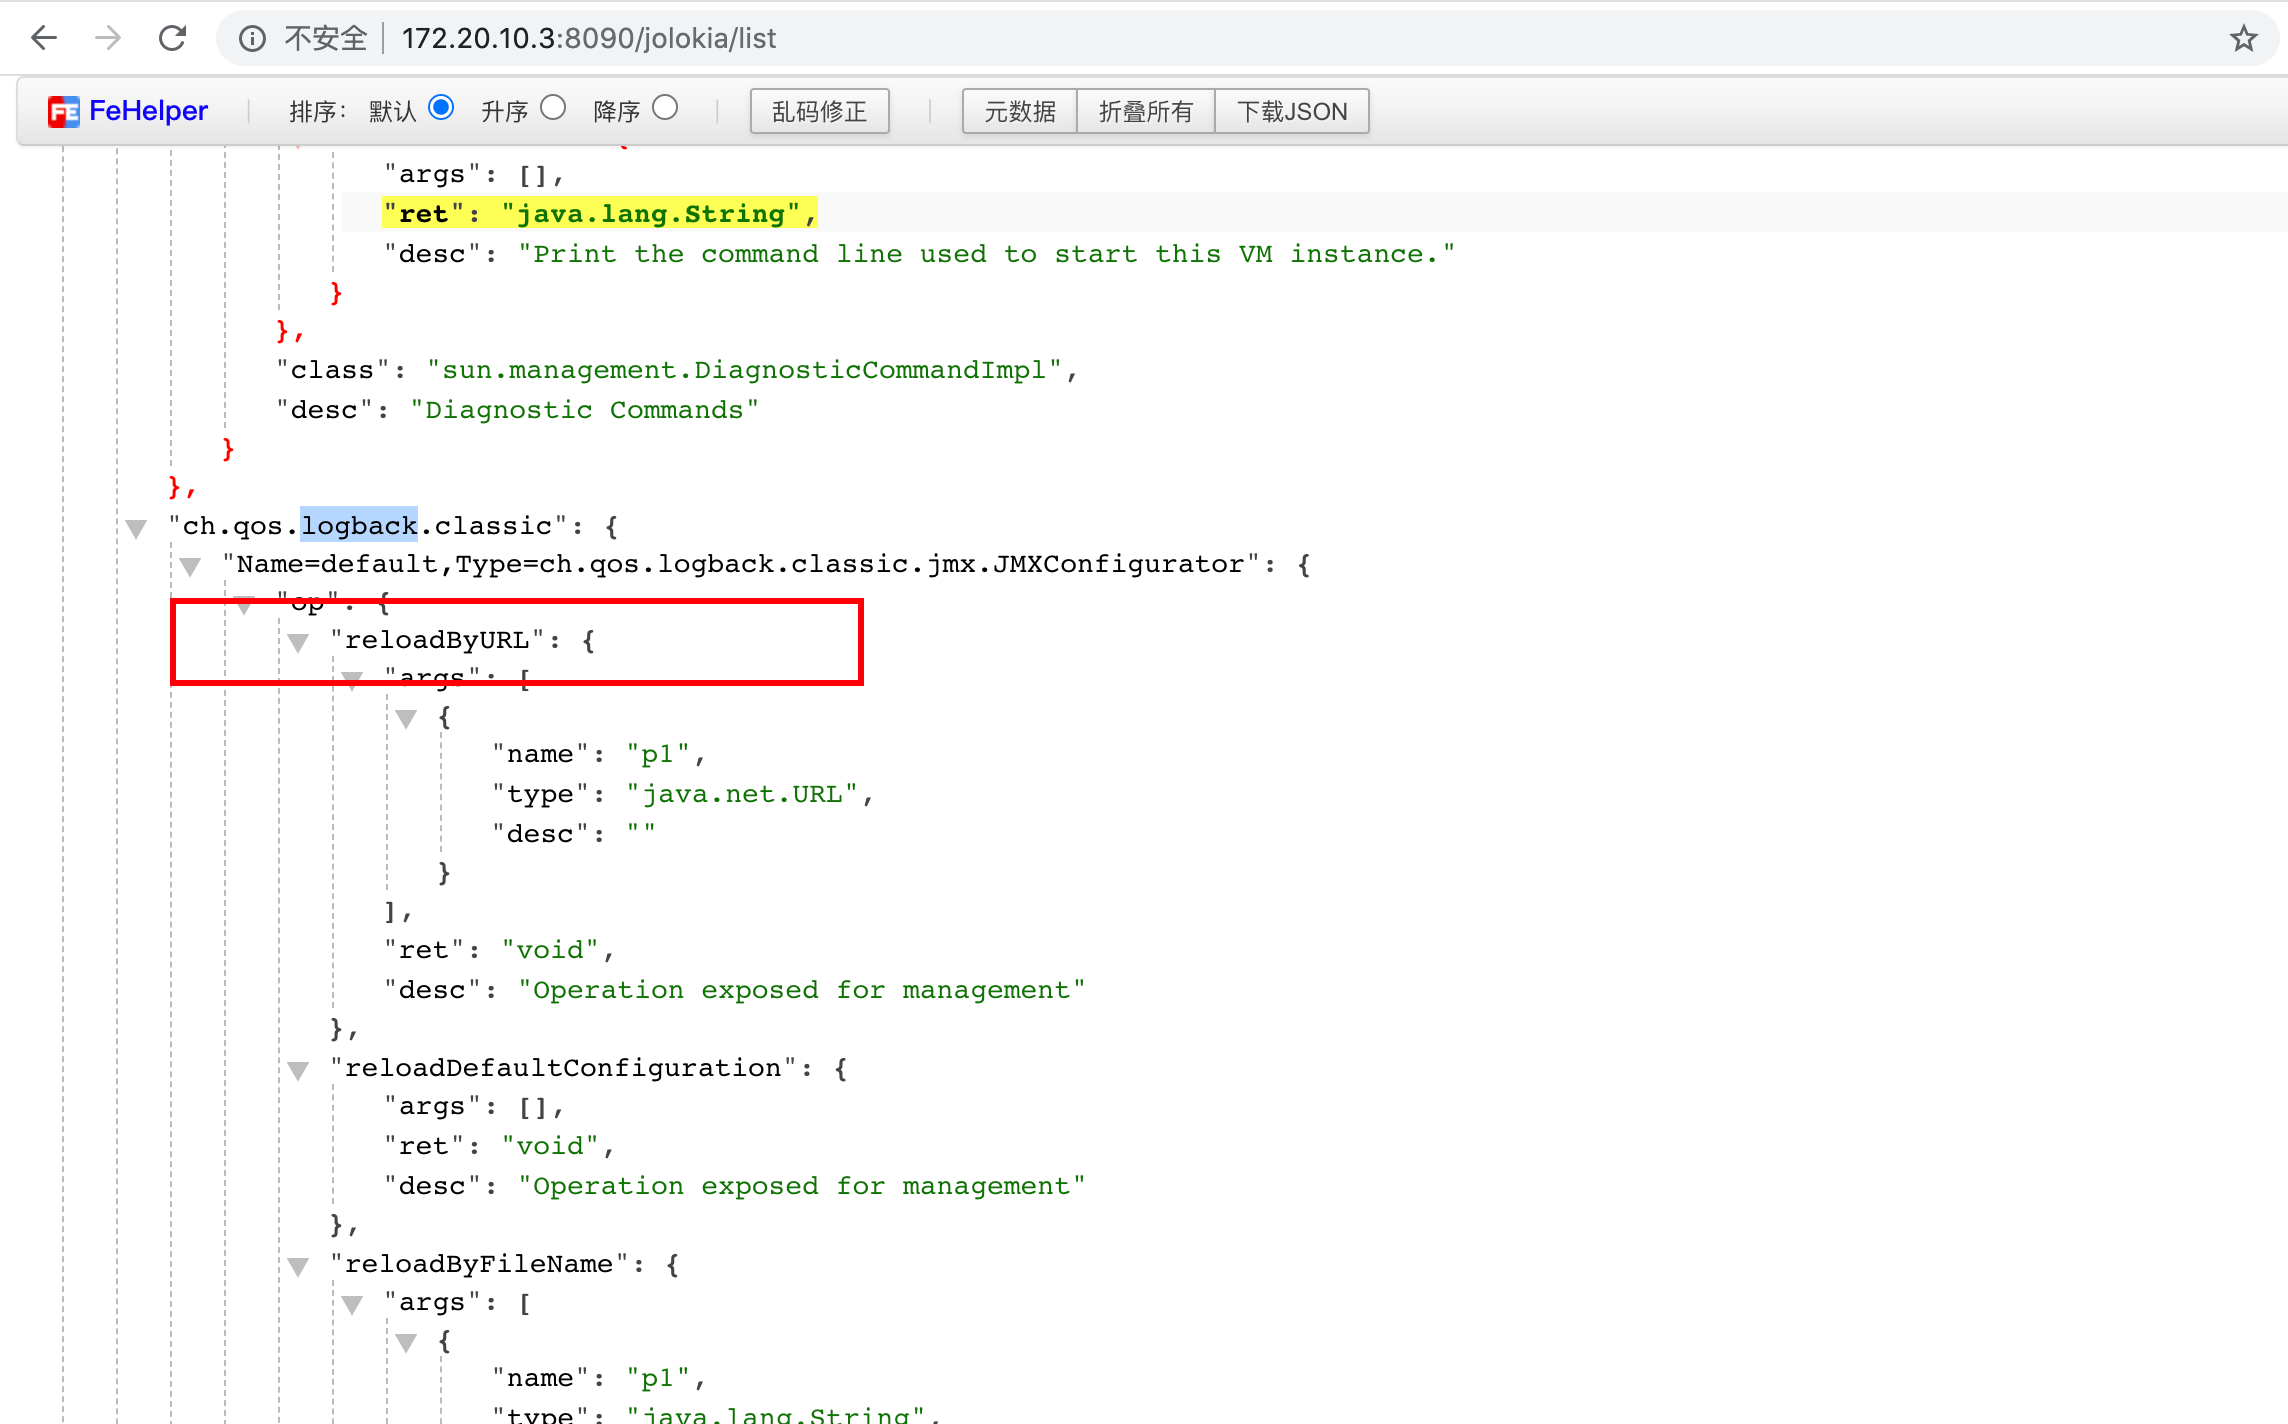 不安全 172.20.10.3:8090/jolokia/list
FeHelper 排序： 默认 升序 降序 乱码修正 元数据 折叠所有 下载JSON
{
"args": [],
"ret": "java.lang.String",
"desc": "Print the command line used to start this VM instance."
}
},
"class": "sun.management.DiagnosticCommandImpl",
"desc": "Diagnostic Commands"
}
},
"ch.qos.logback.classic": {
"Name=default,Type=ch.qos.logback.classic.jmx.JMXConfigurator": {
"op": {
"reloadByURL": {
"args": [
{
"name": "p1",
"type": "java.net.URL",
"desc": ""
}
],
"ret": "void",
"desc": "Operation exposed for management"
},
"reloadDefaultConfiguration": {
"args": [],
"ret": "void",
"desc": "Operation exposed for management"
},
"reloadByFileName": {
"args": [
{
"name": "p1",
"type": "java.lang.String",